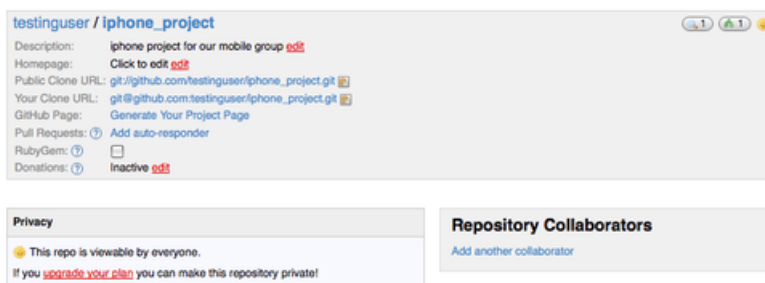 testinguser / iphone_project
1 1
Description: iphone project for our mobile group edit
Homepage: Click to edit edit
Public Clone URL: git://github.com/testinguser/iphone_project.git
Your Clone URL: git@github.com:testinguser/iphone_project.git
GitHub Page: Generate Your Project Page
Pull Requests: (?) Add auto-responder
RubyGem: (?)
Donations: (?) Inactive edit
Privacy
This repo is viewable by everyone.
If you upgrade your plan you can make this repository private!
Repository Collaborators
Add another collaborator